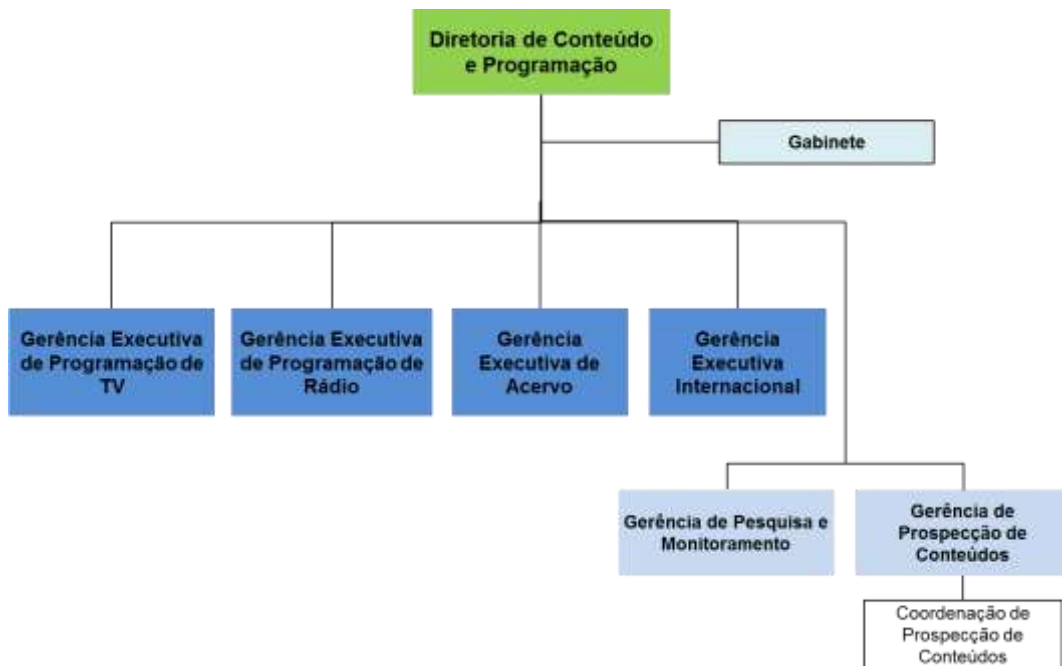 Diretoria de Conteúdo
e Programação
Gabinete
Gerência Executiva
de Programação de
TV
Gerência Executiva
de Programação de
Rádio
Gerência
Executiva de
Acervo
Gerência
Executiva
Internacional
Gerência de Pesquisa e
Monitoramento
Gerência de
Prospecção de
Conteúdos
Coordenação de
Prospecção de
Conteúdos